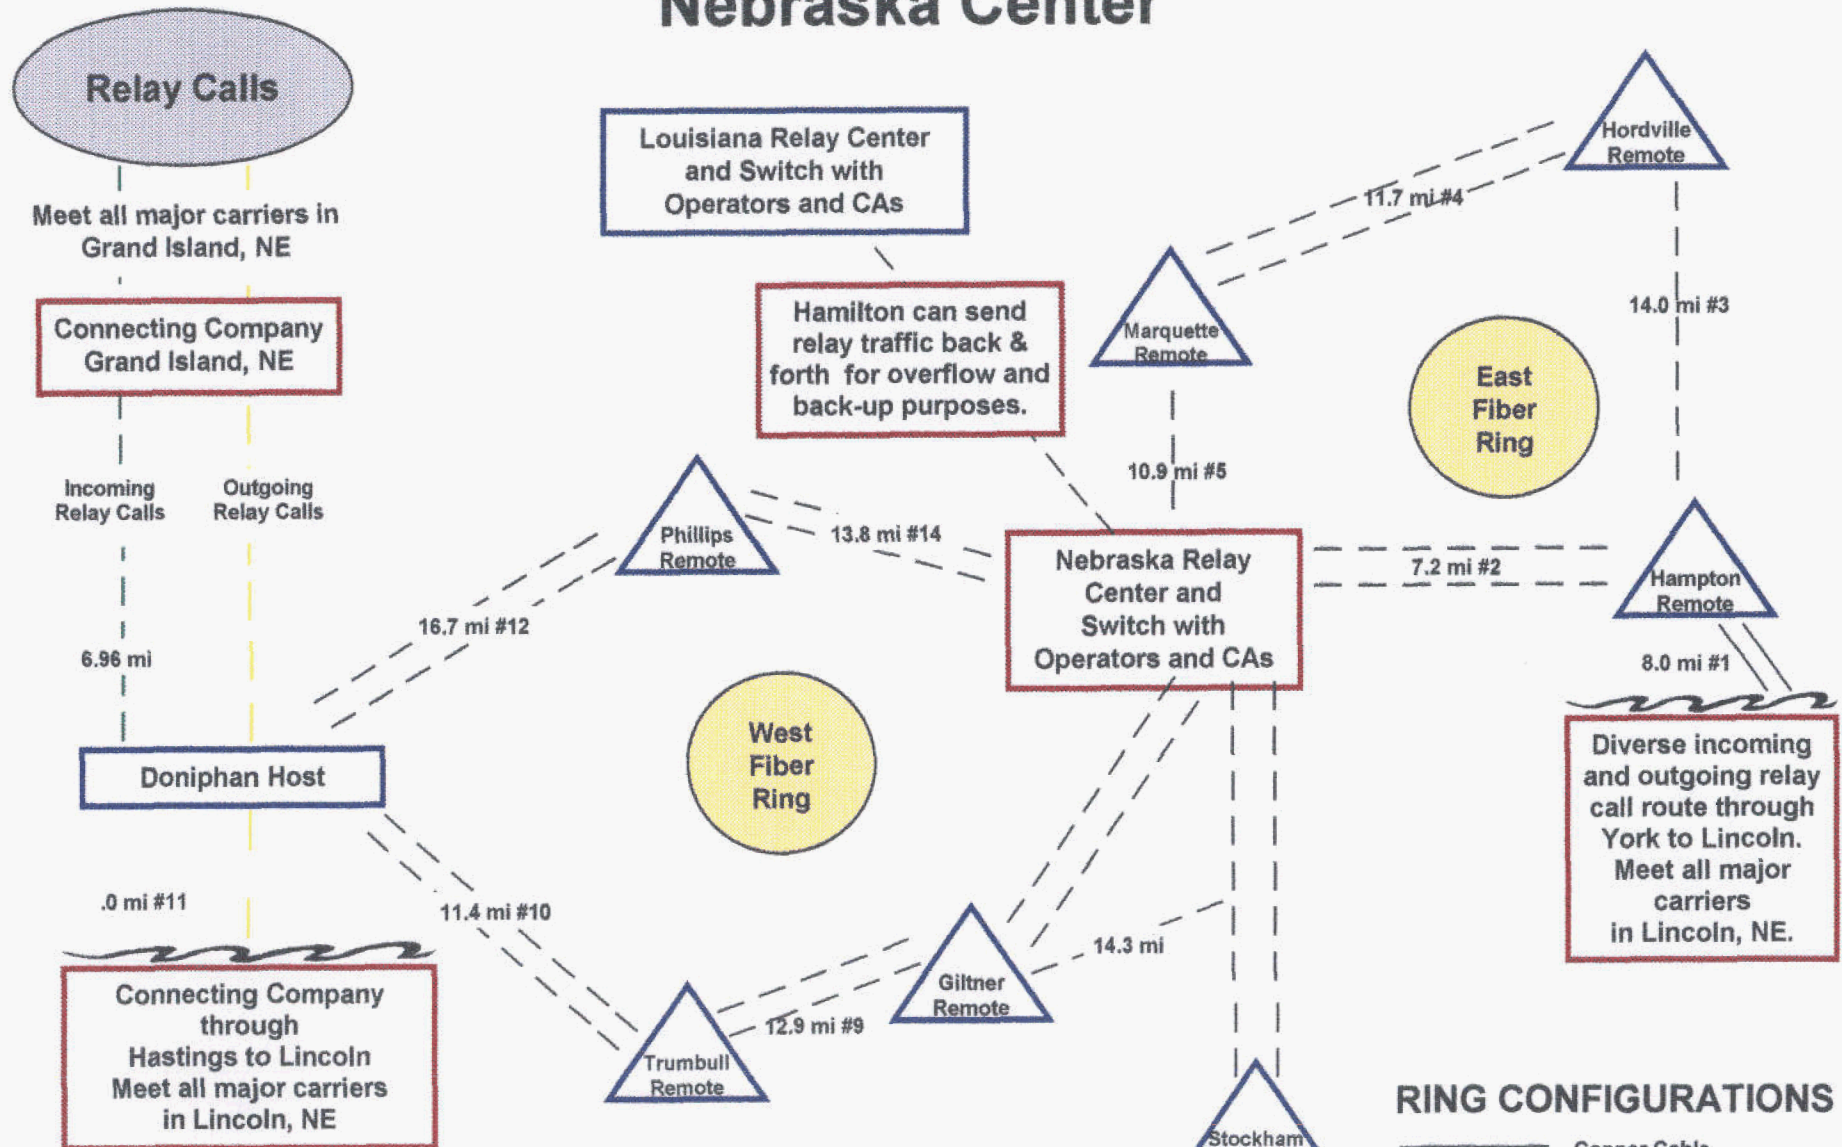 Nebraska Center
Relay Calls
Meet all major carriers in
Grand Island, NE
Connecting Company
Grand Island, NE
Incoming
Relay Calls
Outgoing
Relay Calls
6.96 mi
Doniphan Host
.0 mi #11
Connecting Company
through
Hastings to Lincoln
Meet all major carriers
in Lincoln, NE
Louisiana Relay Center
and Switch with
Operators and CAs
Hamilton can send
relay traffic back &
forth for overflow and
back-up purposes.
Phillips
Remote
13.8 mi #14
16.7 mi #12
West
Fiber
Ring
11.4 mi #10
Trumbull
Remote
12.9 mi #9
Giltner
Remote
14.3 mi
Stockham
Nebraska Relay
Center and
Switch with
Operators and CAs
10.9 mi #5
Marquette
Remote
11.7 mi #4
Hordville
Remote
14.0 mi #3
East
Fiber
Ring
7.2 mi #2
Hampton
Remote
8.0 mi #1
Diverse incoming
and outgoing relay
call route through
York to Lincoln.
Meet all major
carriers
in Lincoln, NE.
RING CONFIGURATIONS
Copper Cable